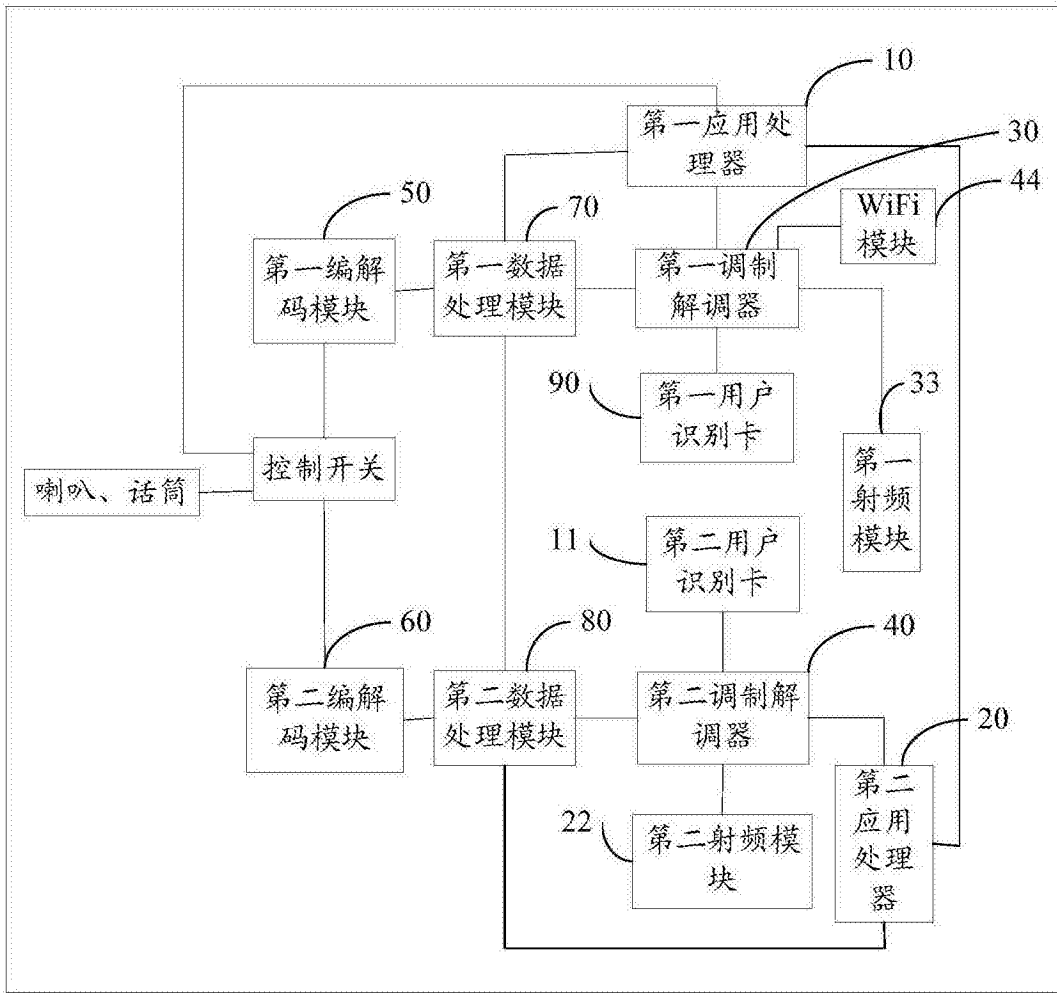 10
第一应用处
理器
30
44
WiFi
模块
50
70
第一编解
码模块
第一数据
处理模块
第一调制
解调器
90
第一用户
识别卡
33
第一
射频
模块
控制开关
喇叭、话筒
11
第二用户
识别卡
60
80
40
第二编解
码模块
第二数据
处理模块
第二调制解
调器
20
第二
应用
处理
器
22
第二射频模
块